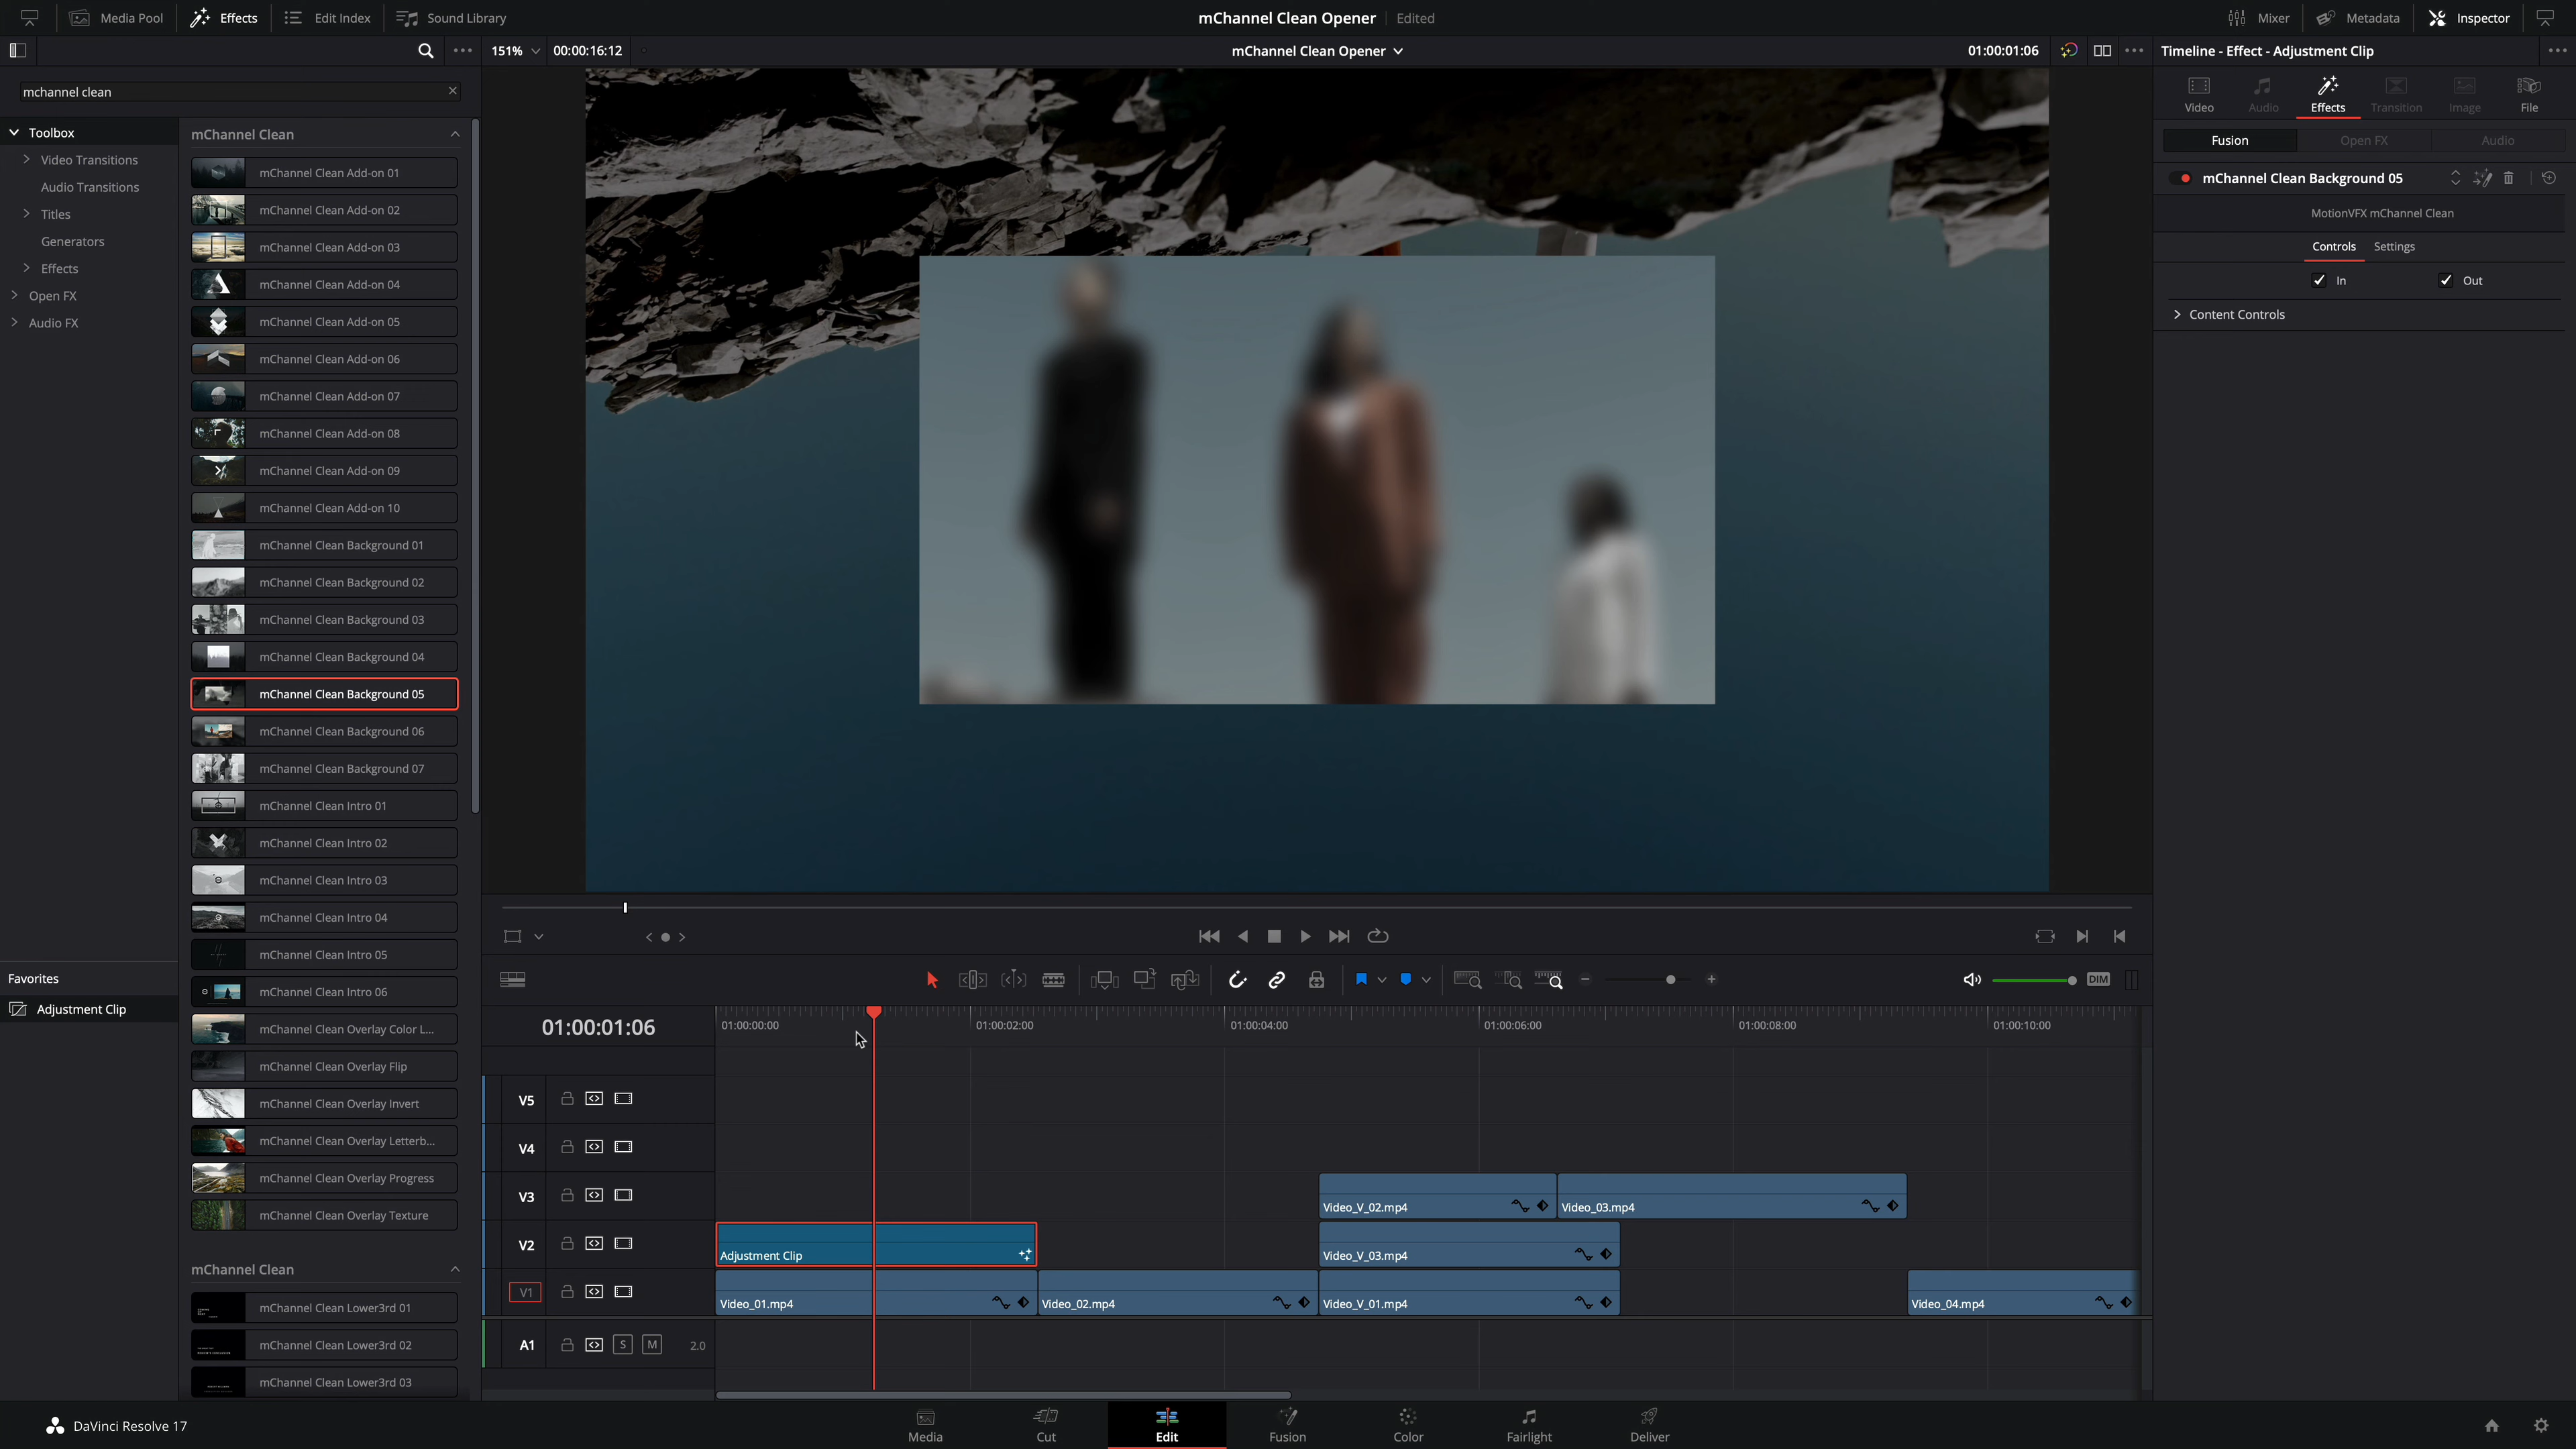 Media Pool
Effects
Edit Index
Sound Library
mChannel Clean Opener
Edited
Mixer
Metadata
Inspector
151%
00:00:16:12
mChannel Clean Opener
01:00:01:06
Timeline - Effect - Adjustment Clip
mchannel clean
Toolbox
Video Transitions
Audio Transitions
Titles
Generators
Effects
Open FX
Audio FX
Favorites
Adjustment Clip
mChannel Clean
mChannel Clean Add-on 01
mChannel Clean Add-on 02
mChannel Clean Add-on 03
mChannel Clean Add-on 04
mChannel Clean Add-on 05
mChannel Clean Add-on 06
mChannel Clean Add-on 07
mChannel Clean Add-on 08
mChannel Clean Add-on 09
mChannel Clean Add-on 10
mChannel Clean Background 01
mChannel Clean Background 02
mChannel Clean Background 03
mChannel Clean Background 04
mChannel Clean Background 05
mChannel Clean Background 06
mChannel Clean Background 07
mChannel Clean Intro 01
mChannel Clean Intro 02
mChannel Clean Intro 03
mChannel Clean Intro 04
mChannel Clean Intro 05
mChannel Clean Intro 06
mChannel Clean Overlay Color L...
mChannel Clean Overlay Flip
mChannel Clean Overlay Invert
mChannel Clean Overlay Letterb...
mChannel Clean Overlay Progress
mChannel Clean Overlay Texture
mChannel Clean
mChannel Clean Lower3rd 01
mChannel Clean Lower3rd 02
mChannel Clean Lower3rd 03
Video
Audio
Effects
Transition
Image
File
Fusion
Open FX
Audio
mChannel Clean Background 05
MotionVFX mChannel Clean
Controls
Settings
In
Out
Content Controls
DIM
01:00:01:06
01:00:00:00
01:00:02:00
01:00:04:00
01:00:06:00
01:00:08:00
01:00:10:00
V5
V4
V3
Video_V_02.mp4
Video_03.mp4
V2
Adjustment Clip
Video_V_03.mp4
V1
Video_01.mp4
Video_02.mp4
Video_V_01.mp4
Video_04.mp4
A1
S
M
2.0
DaVinci Resolve 17
Media
Cut
Edit
Fusion
Color
Fairlight
Deliver